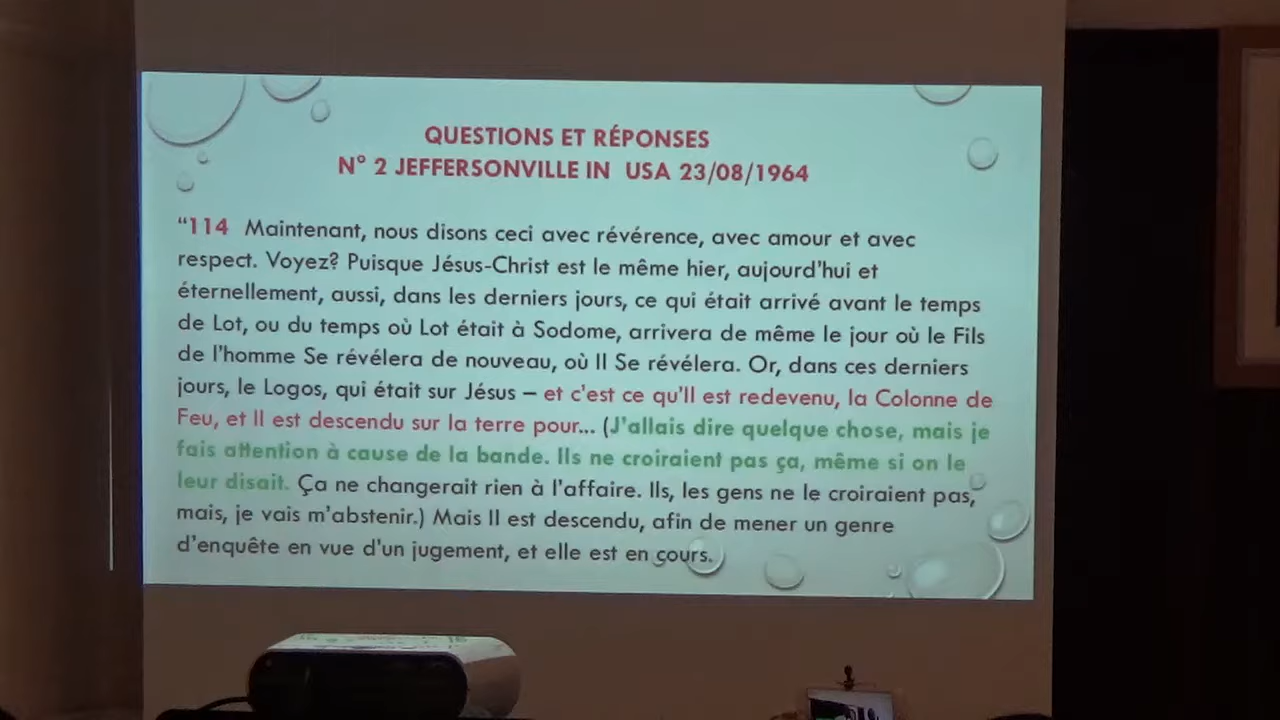 QUESTIONS ET RÉPONSES
N° 2 JEFFERSONVILLE IN USA 23/08/1964
“114 Maintenant, nous disons ceci avec révérence, avec amour et avec
respect. Voyez? Puisque Jésus-Christ est le même hier, aujourd’hui et
éternellement, aussi, dans les derniers jours, ce qui était arrivé avant le temps
de Lot, ou du temps où Lot était à Sodome, arrivera de même le jour où le Fils
de l’homme Se révélera de nouveau, où Il Se révélera. Or, dans ces derniers
jours, le Logos, qui était sur Jésus – et c’est ce qu’Il est redevenu, la Colonne de
Feu, et Il est descendu sur la terre pour... (J’allais dire quelque chose, mais je
fais attention à cause de la bande. Ils ne croiraient pas ça, même si on le
leur disait. Ça ne changerait rien à l’affaire. Ils, les gens ne le croiraient pas,
mais, je vais m’abstenir.) Mais Il est descendu, afin de mener un genre
d’enquête en vue d’un jugement, et elle est en cours.